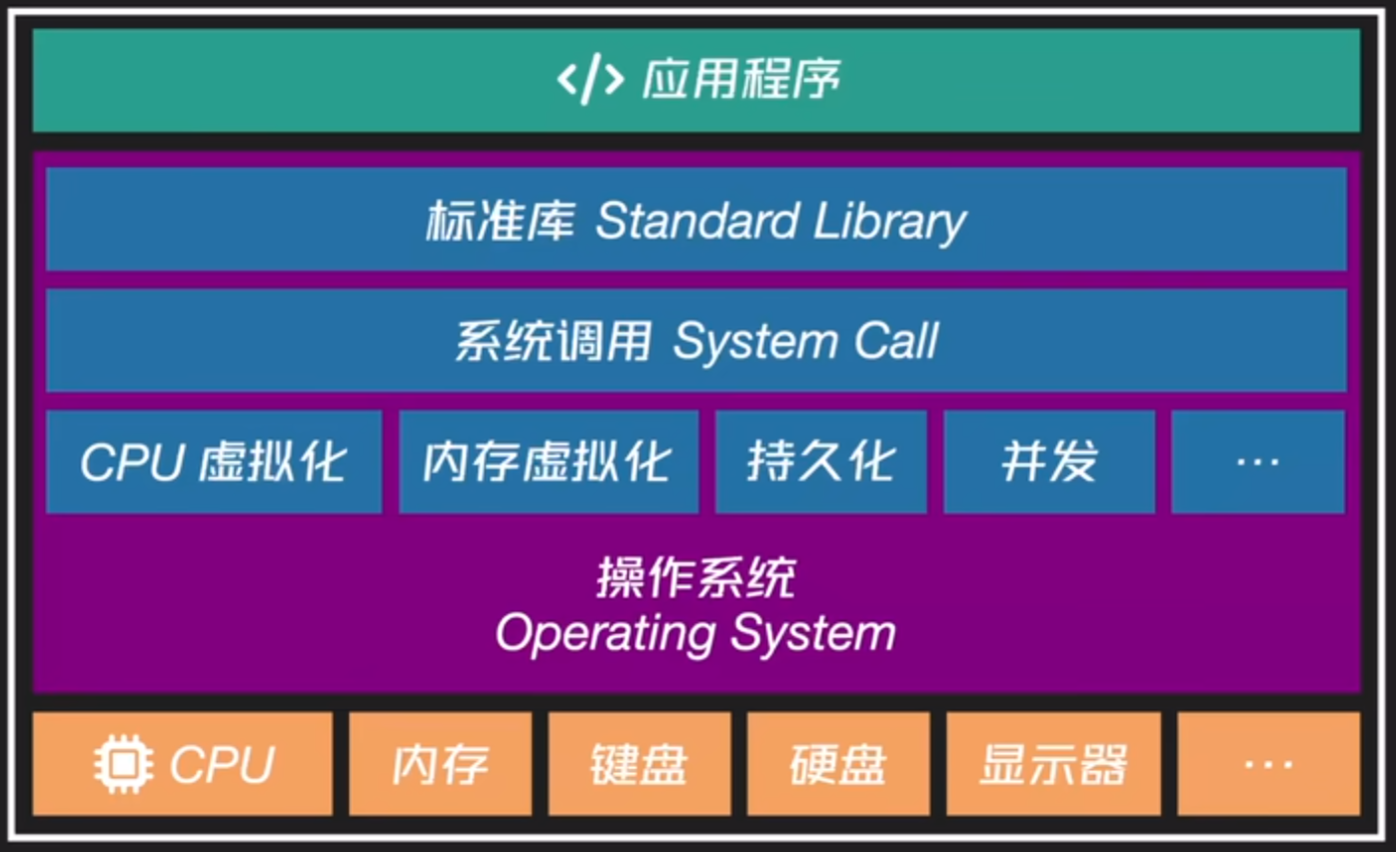 </> 应用程序
标准库 Standard Library
系统调用 System Call
CPU 虚拟化
内存虚拟化
持久化
并发
...
操作系统
Operating System
CPU
内存
键盘
硬盘
显示器
...